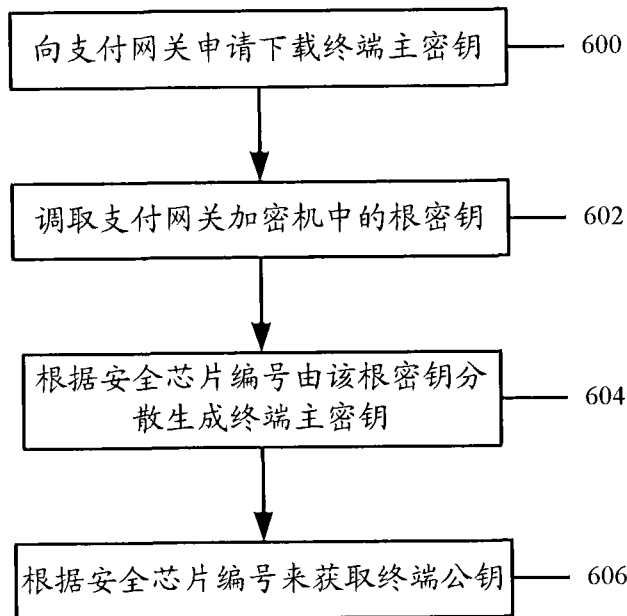 向支付网关申请下载终端主密钥
600
调取支付网关加密机中的根密钥
602
根据安全芯片编号由该根密钥分
散生成终端主密钥
604
根据安全芯片编号来获取终端公钥
606